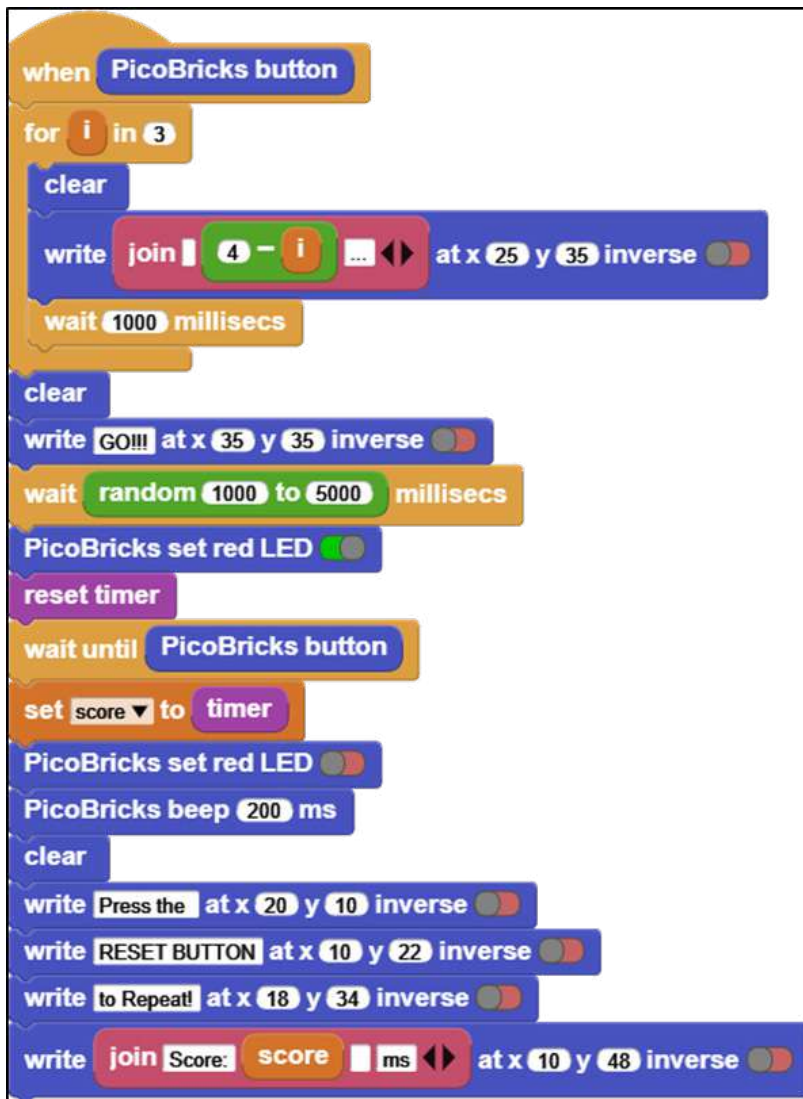 when PicoBricks button
for i in 3
clear
write join 4 − i ... at x 25 y 35 inverse
wait 1000 millisecs
clear
write GO!!! at x 35 y 35 inverse
wait random 1000 to 5000 millisecs
PicoBricks set red LED
reset timer
wait until PicoBricks button
set score to timer
PicoBricks set red LED
PicoBricks beep 200 ms
clear
write Press the at x 20 y 10 inverse
write RESET BUTTON at x 10 y 22 inverse
write to Repeat! at x 18 y 34 inverse
write join Score: score ms at x 10 y 48 inverse